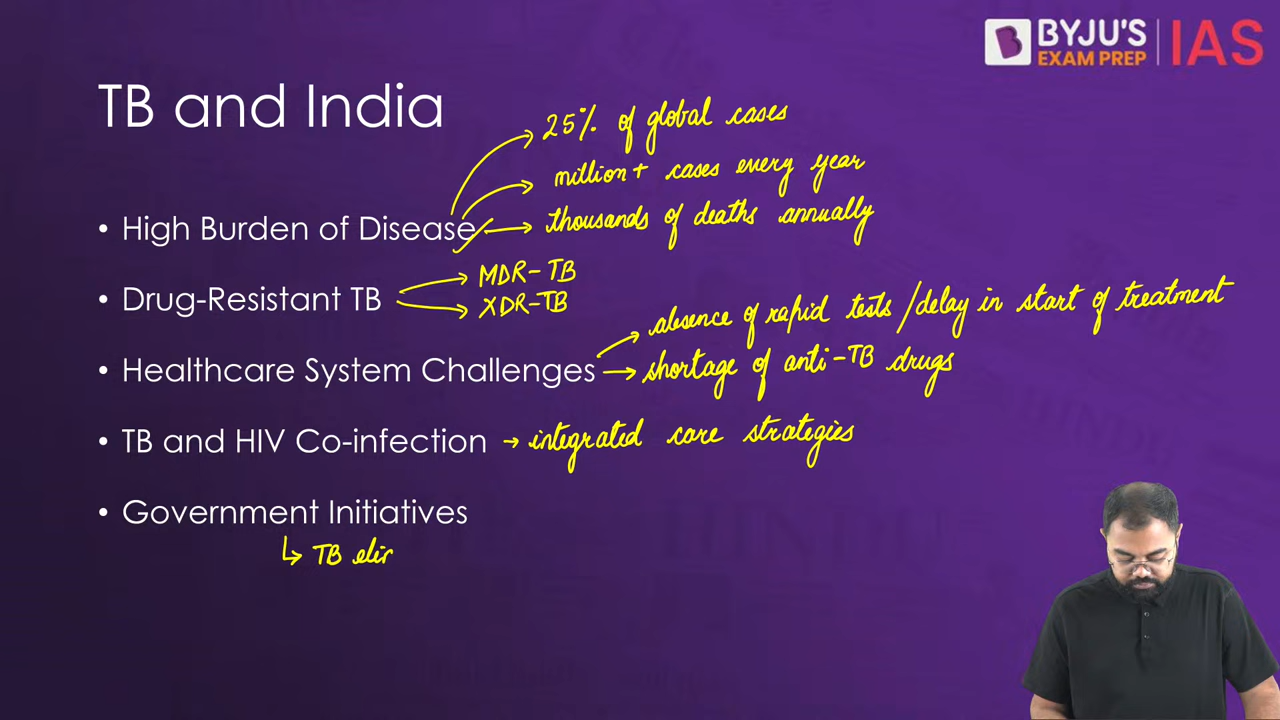 BYJU'S IAS
EXAM PREP
TB and India
25% of global cases
million+ cases every year
• High Burden of Disease → thousands of deaths annually
• Drug-Resistant TB → MDR-TB
→ XDR-TB
→ absence of rapid tests/delay in start of treatment
• Healthcare System Challenges → shortage of anti-TB drugs
• TB and HIV Co-infection → integrated care strategies
• Government Initiatives
↳ TB elir